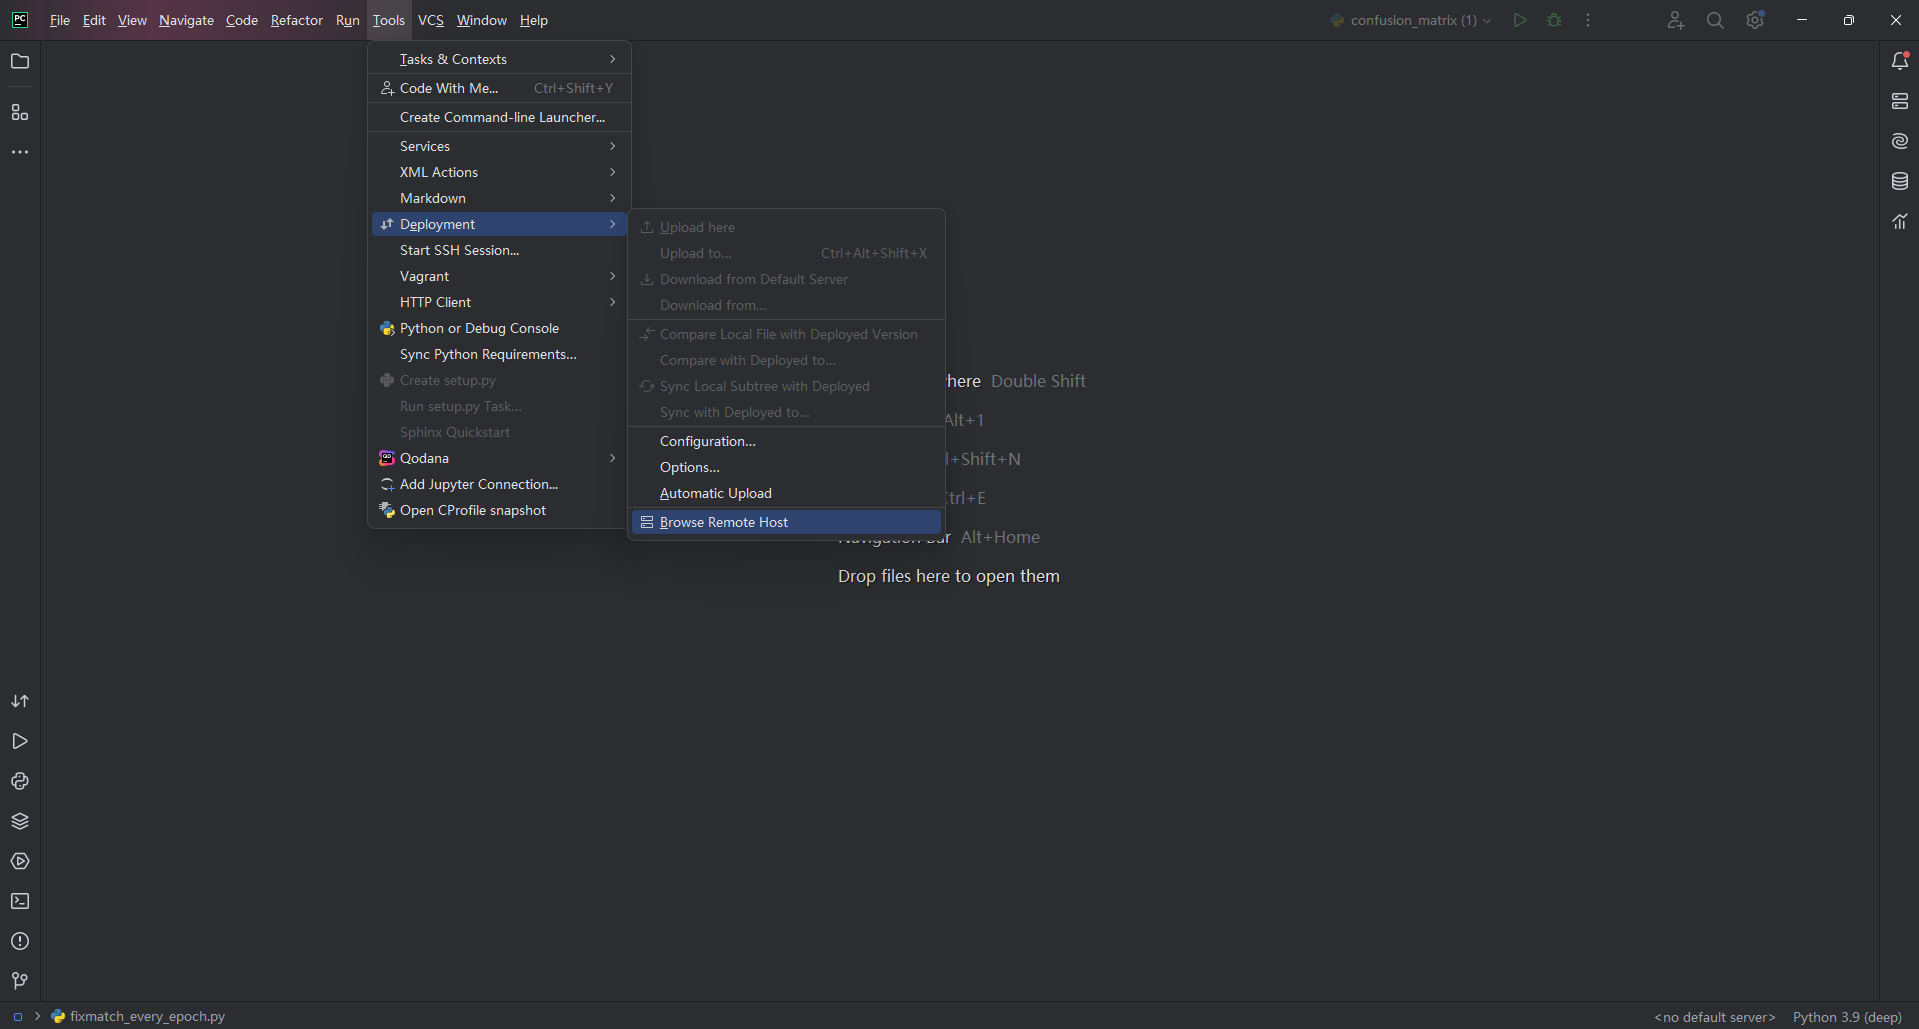 PC File Edit View Navigate Code Refactor Run Tools VCS Window Help confusion_matrix (1)
Tasks & Contexts
Code With Me... Ctrl+Shift+Y
Create Command-line Launcher...
Services
XML Actions
Markdown
Deployment
Start SSH Session...
Vagrant
HTTP Client
Python or Debug Console
Sync Python Requirements...
Create setup.py
Run setup.py Task...
Sphinx Quickstart
Qodana
Add Jupyter Connection...
Open CProfile snapshot
Upload here
Upload to... Ctrl+Alt+Shift+X
Download from Default Server
Download from...
Compare Local File with Deployed Version
Compare with Deployed to...
Sync Local Subtree with Deployed
Sync with Deployed to...
Configuration...
Options...
Automatic Upload
Browse Remote Host
here Double Shift
Alt+1
+Shift+N
Ctrl+E
Alt+Home
Drop files here to open them
fixmatch_every_epoch.py
<no default server> Python 3.9 (deep)